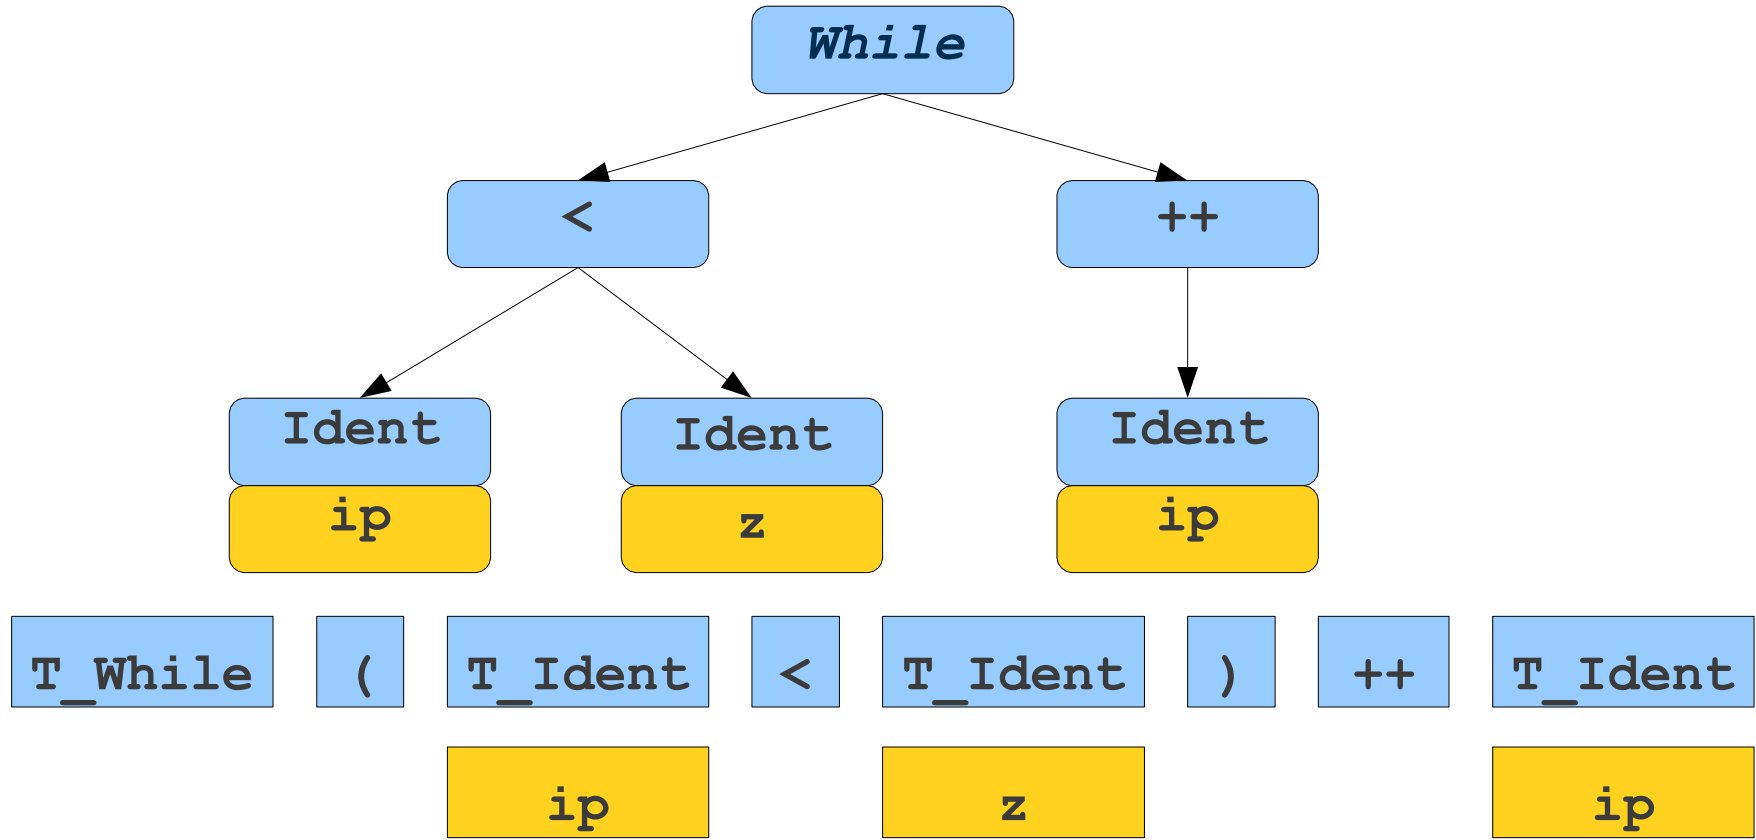 While
< ++
Ident Ident Ident
ip z ip
T_While ( T_Ident < T_Ident ) ++ T_Ident
ip z ip